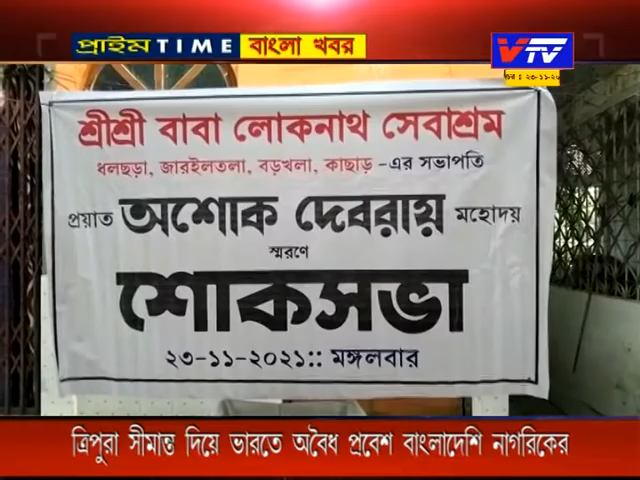 প্রাইম TIME বাংলা খবর
VTV
শ্রীশ্রী বাবা লোকনাথ সেবাশ্রম
ধলছড়া, জারইলতলা, বড়খলা, কাছাড় -এর সভাপতি
প্রয়াত অশোক দেবরায় মহোদয়
স্মরণে
শোকসভা
২৩-১১-২০২১:: মঙ্গলবার
ত্রিপুরা সীমান্ত দিয়ে ভারতে অবৈধ প্রবেশ বাংলাদেশি নাগরিকের